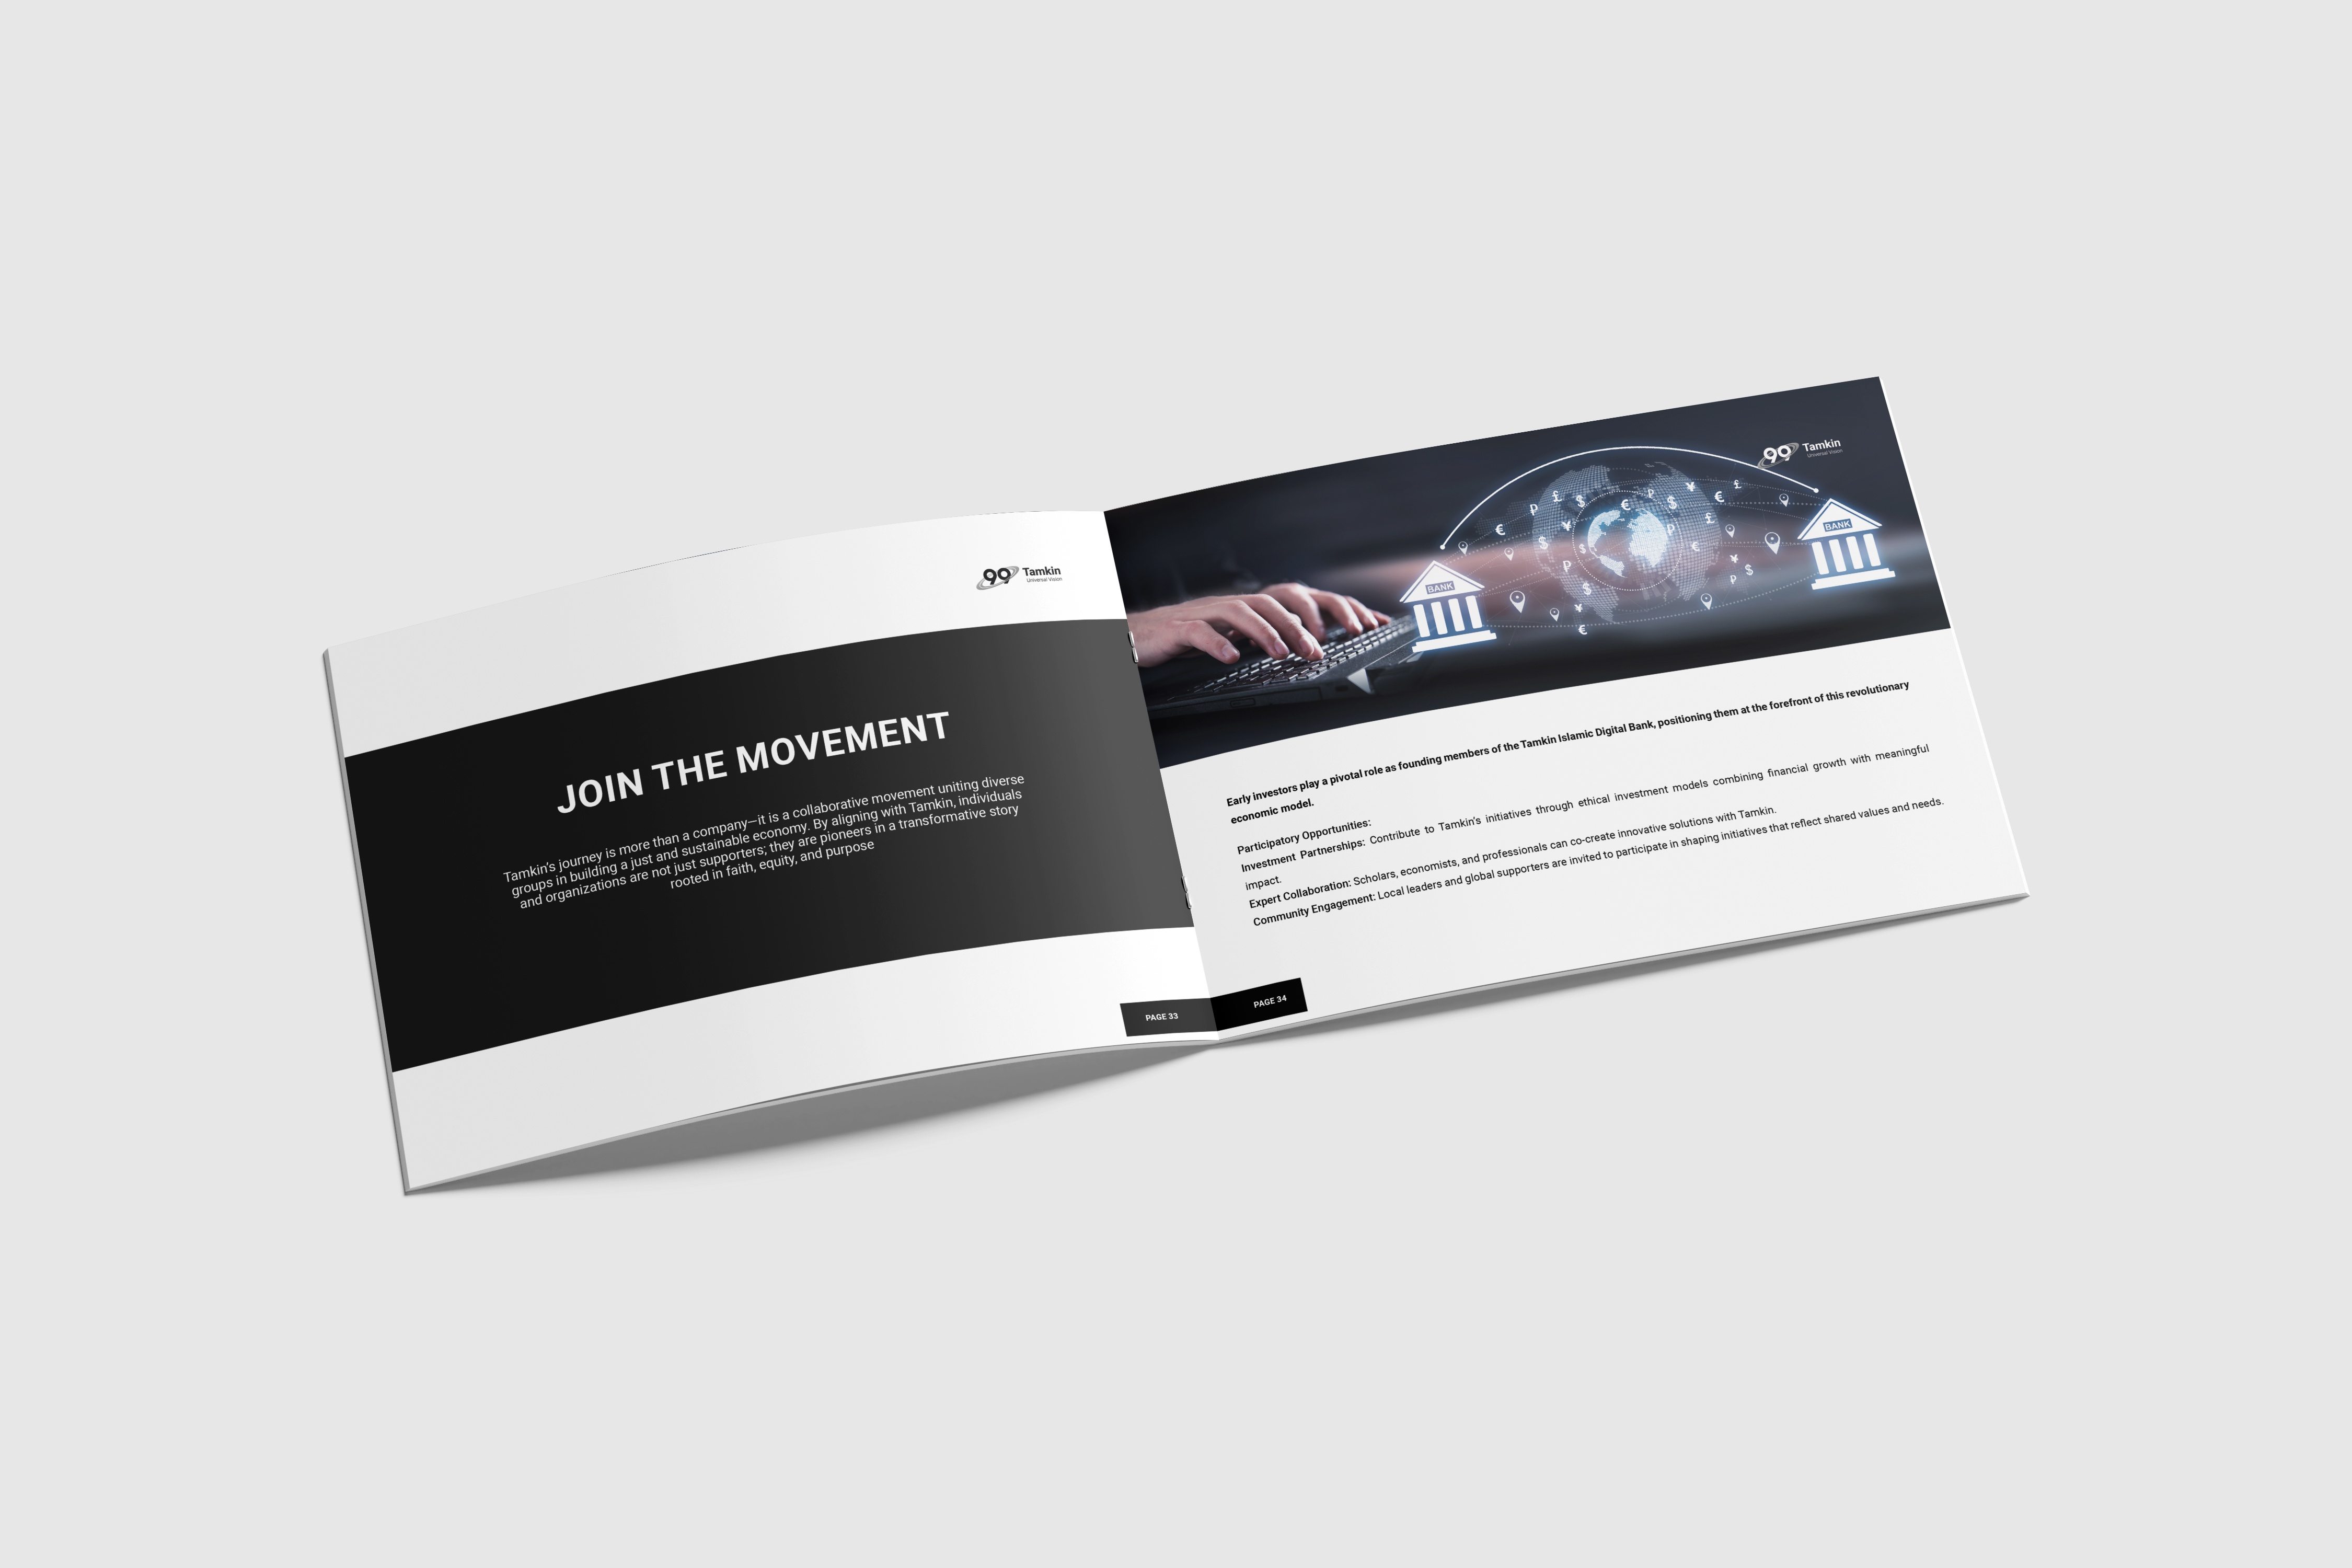 99 Tamkin
Universal Vision
JOIN THE MOVEMENT
Tamkin's journey is more than a company—it is a collaborative movement uniting diverse
groups in building a just and sustainable economy. By aligning with Tamkin, individuals
and organizations are not just supporters; they are pioneers in a transformative story
rooted in faith, equity, and purpose
PAGE 33
99 Tamkin
Universal Vision
BANK
BANK
Early investors play a pivotal role as founding members of the Tamkin Islamic Digital Bank, positioning them at the forefront of this revolutionary
economic model.
Participatory Opportunities:
Investment Partnerships: Contribute to Tamkin's initiatives through ethical investment models combining financial growth with meaningful
impact.
Expert Collaboration: Scholars, economists, and professionals can co-create innovative solutions with Tamkin.
Community Engagement: Local leaders and global supporters are invited to participate in shaping initiatives that reflect shared values and needs.
PAGE 34